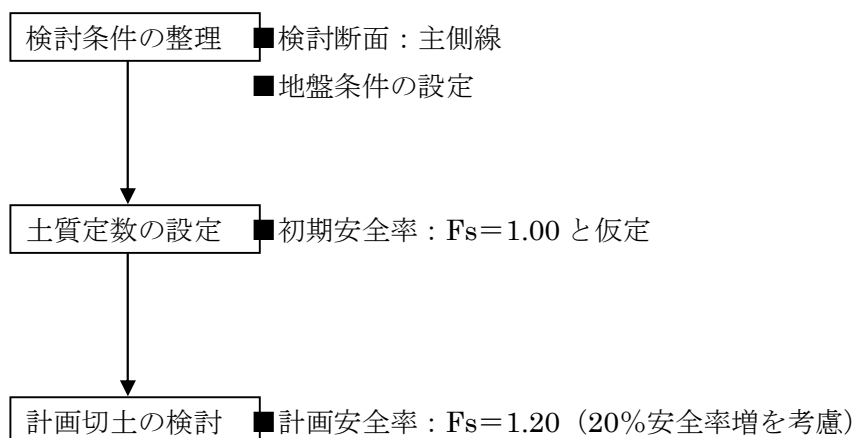 検討条件の整理 ■検討断面：主側線
■地盤条件の設定
土質定数の設定 ■初期安全率：Fs＝1.00 と仮定
計画切土の検討 ■計画安全率：Fs＝1.20（20％安全率増を考慮）